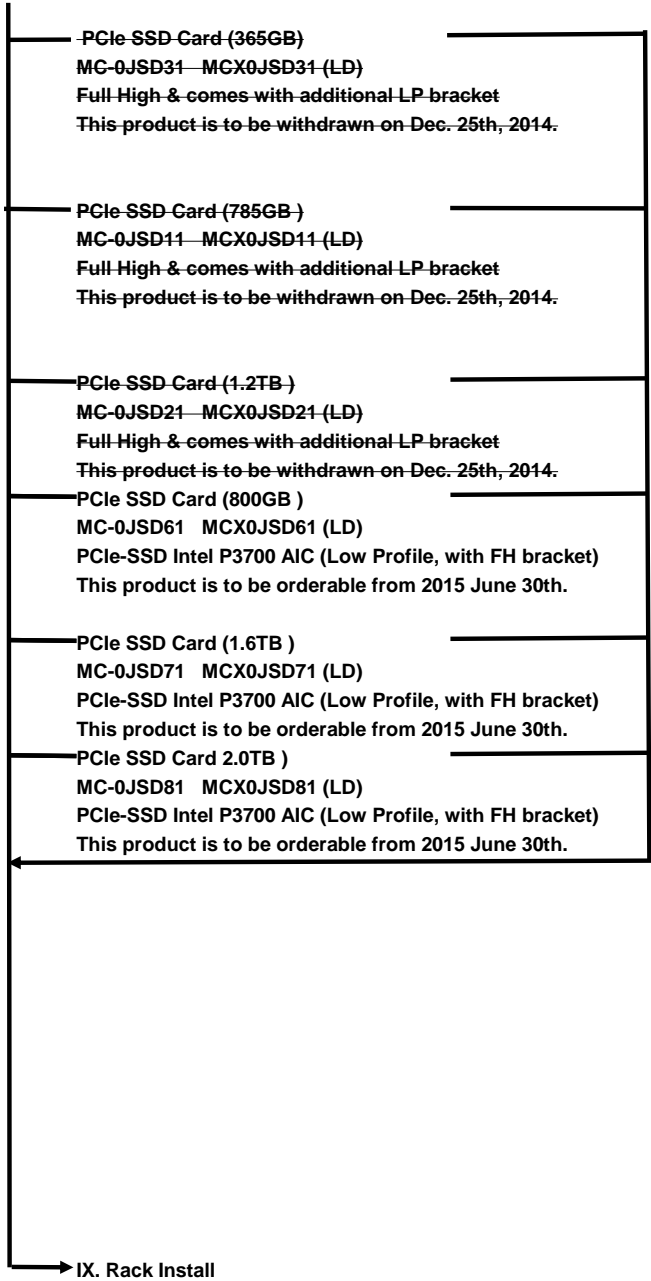 PCIe SSD Card (365GB)
MC-0JSD31 MCX0JSD31 (LD)
Full High & comes with additional LP bracket
This product is to be withdrawn on Dec. 25th, 2014.
PCIe SSD Card (785GB )
MC-0JSD11 MCX0JSD11 (LD)
Full High & comes with additional LP bracket
This product is to be withdrawn on Dec. 25th, 2014.
PCIe SSD Card (1.2TB )
MC-0JSD21 MCX0JSD21 (LD)
Full High & comes with additional LP bracket
This product is to be withdrawn on Dec. 25th, 2014.
PCIe SSD Card (800GB )
MC-0JSD61 MCX0JSD61 (LD)
PCIe-SSD Intel P3700 AIC (Low Profile, with FH bracket)
This product is to be orderable from 2015 June 30th.
PCIe SSD Card (1.6TB )
MC-0JSD71 MCX0JSD71 (LD)
PCIe-SSD Intel P3700 AIC (Low Profile, with FH bracket)
This product is to be orderable from 2015 June 30th.
PCIe SSD Card 2.0TB )
MC-0JSD81 MCX0JSD81 (LD)
PCIe-SSD Intel P3700 AIC (Low Profile, with FH bracket)
This product is to be orderable from 2015 June 30th.
IX. Rack Install